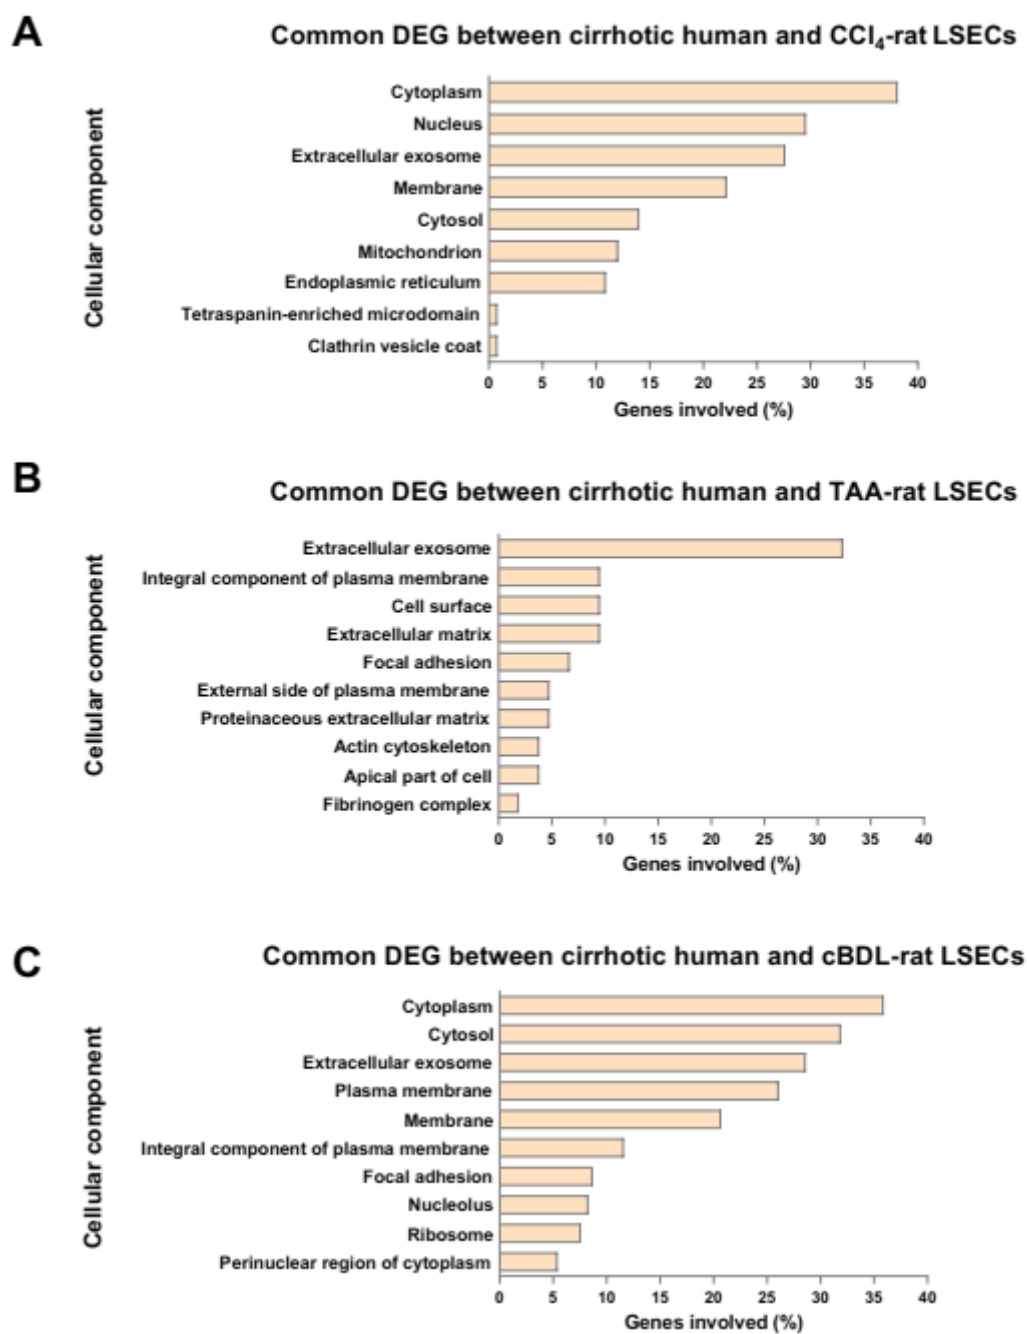 A
Common DEG between cirrhotic human and CCl₄-rat LSECs
Cellular component
Cytoplasm
Nucleus
Extracellular exosome
Membrane
Cytosol
Mitochondrion
Endoplasmic reticulum
Tetraspanin-enriched microdomain
Clathrin vesicle coat
0 5 10 15 20 25 30 35 40
Genes involved (%)
B
Common DEG between cirrhotic human and TAA-rat LSECs
Cellular component
Extracellular exosome
Integral component of plasma membrane
Cell surface
Extracellular matrix
Focal adhesion
External side of plasma membrane
Proteinaceous extracellular matrix
Actin cytoskeleton
Apical part of cell
Fibrinogen complex
0 5 10 15 20 25 30 35 40
Genes involved (%)
C
Common DEG between cirrhotic human and cBDL-rat LSECs
Cellular component
Cytoplasm
Cytosol
Extracellular exosome
Plasma membrane
Membrane
Integral component of plasma membrane
Focal adhesion
Nucleolus
Ribosome
Perinuclear region of cytoplasm
0 5 10 15 20 25 30 35 40
Genes involved (%)